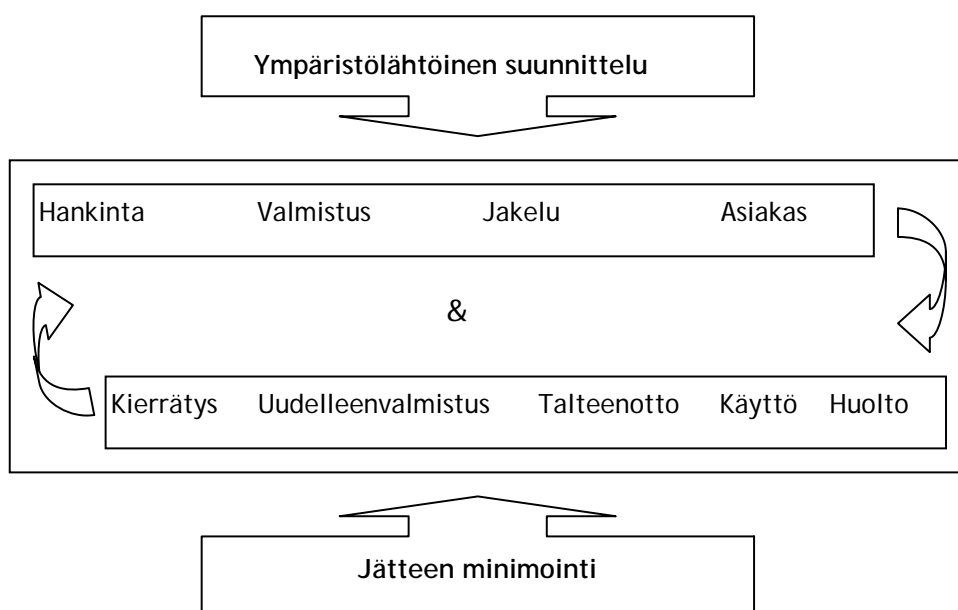 Ympäristölähtöinen suunnittelu
Hankinta Valmistus Jakelu Asiakas
&
Kierrätys Uudelleenvalmistus Talteenotto Käyttö Huolto
Jätteen minimointi